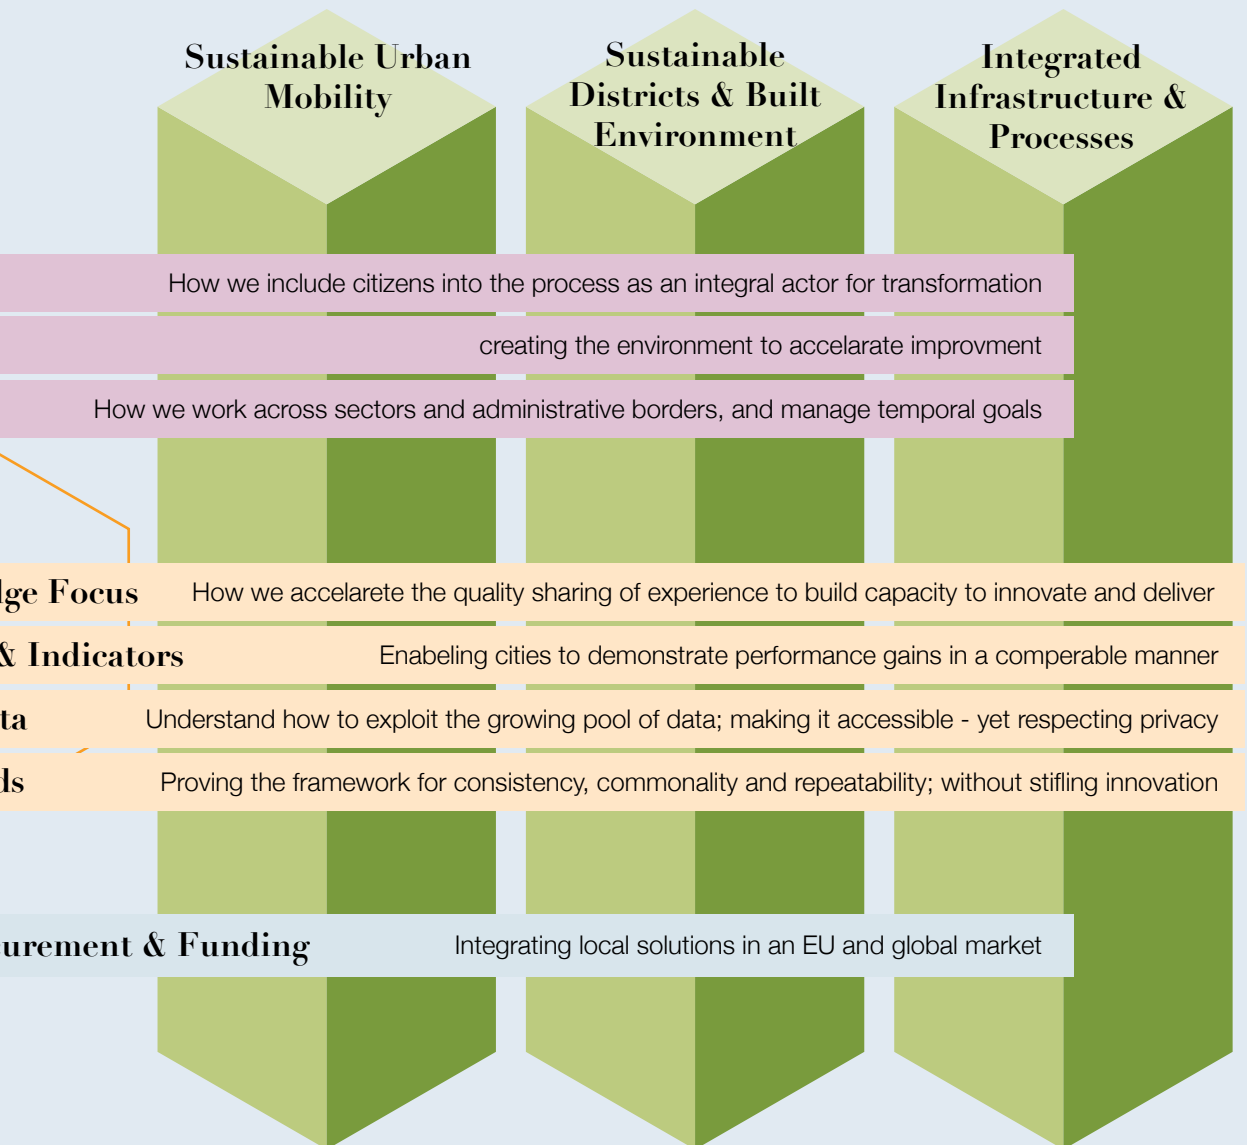 Sustainable Urban
Mobility
Sustainable
Districts & Built
Environment
Integrated
Infrastructure &
Processes
How we include citizens into the process as an integral actor for transformation
creating the environment to accelarate improvment
How we work across sectors and administrative borders, and manage temporal goals
Focus How we accelarete the quality sharing of experience to build capacity to innovate and deliver
& Indicators Enabeling cities to demonstrate performance gains in a comperable manner
Understand how to exploit the growing pool of data; making it accessible - yet respecting privacy
Proving the framework for consistency, commonality and repeatability; without stifling innovation
& Funding Integrating local solutions in an EU and global market